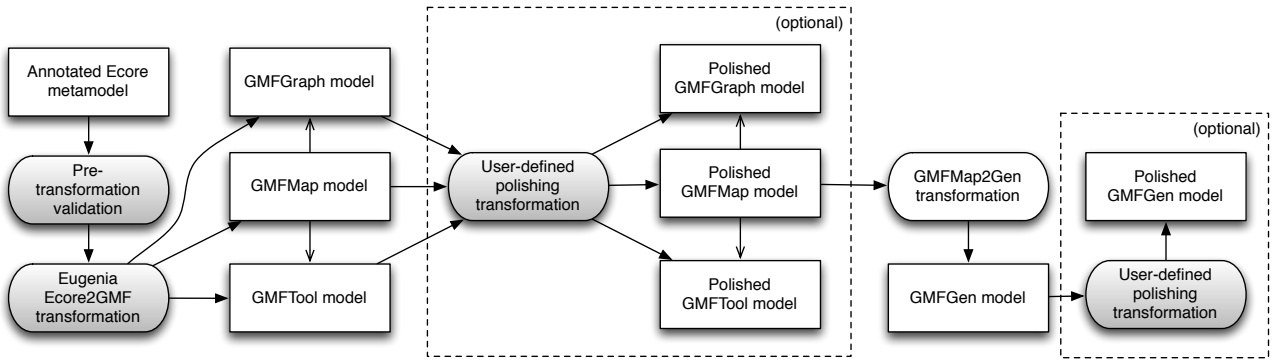 Annotated Ecore
metamodel
Pre-
transformation
validation
Eugenia
Ecore2GMF
transformation
GMFGraph model
GMFMap model
GMFTool model
(optional)
User-defined
polishing
transformation
Polished
GMFGraph model
Polished
GMFMap model
Polished
GMFTool model
GMFMap2Gen
transformation
GMFGen model
(optional)
Polished
GMFGen model
User-defined
polishing
transformation